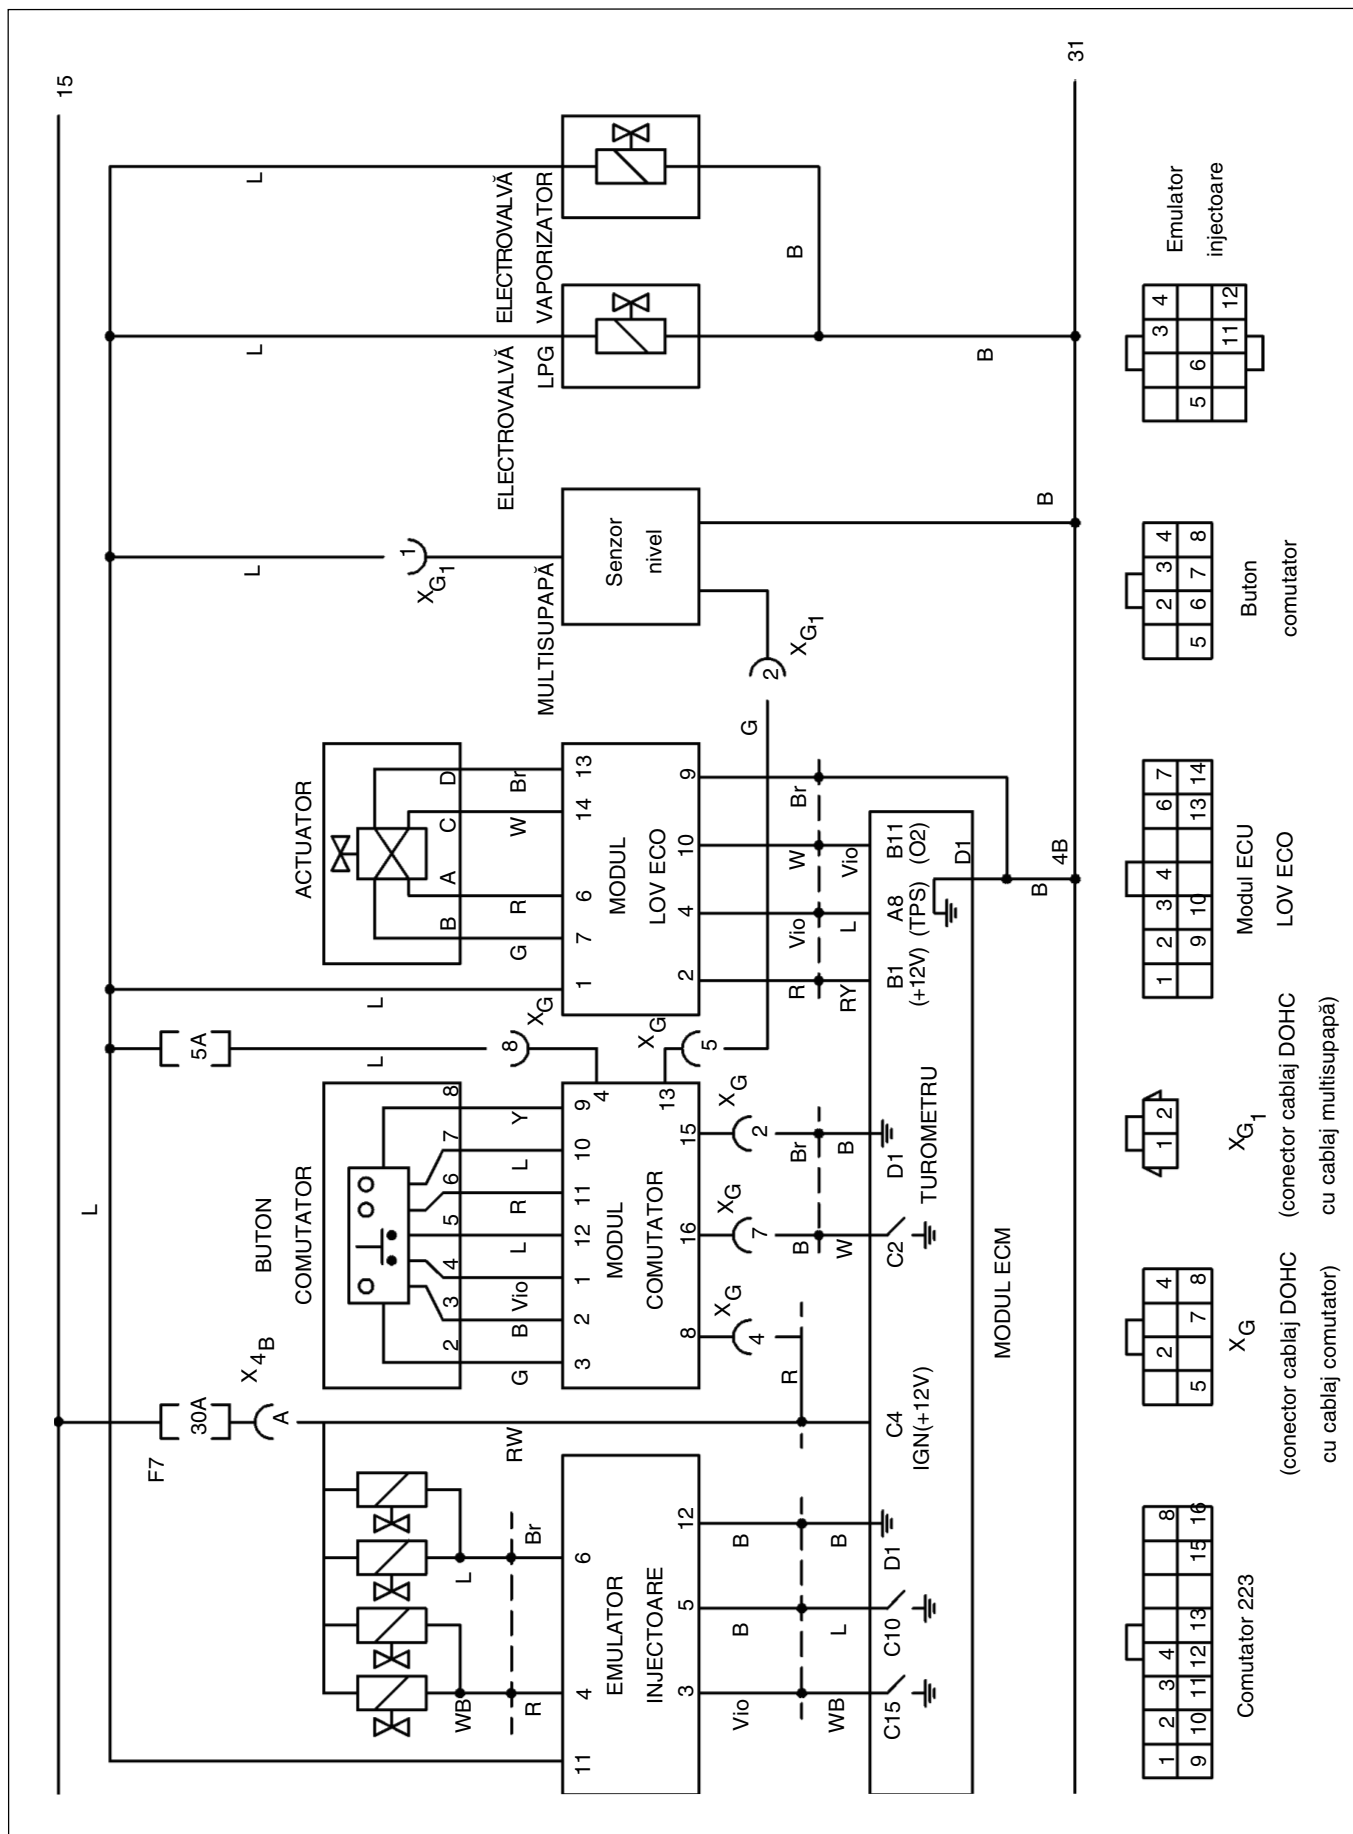 15
L
F7
30A
X4B
A
RW
WB
L
R
Br
11
4
6
EMULATOR
INJECTOARE
3
5
12
Vio
B
B
WB
L
B
C15
C10
D1
C4
IGN(+12V)
MODUL ECM
BUTON
COMUTATOR
2
3
4
5
6
7
8
G
B
Vio
L
R
L
Y
3
2
1
12
11
10
9
4
MODUL
COMUTATOR
8
16
15
13
XG
4
R
XG
7
B
W
C2
XG
2
Br
B
D1
TUROMETRU
XG
5
5A
L
8
XG
L
ACTUATOR
B
A
C
D
G
R
W
Br
1
7
6
14
13
MODUL
LOV ECO
2
4
10
9
R
Vio
W
Br
RY
L
Vio
B1
(+12V)
A8
(TPS)
B11
(O2)
D1
B
4B
G
2
XG1
L
1
XG1
MULTISUPAPĂ
Senzor
nivel
B
L
ELECTROVALVĂ
LPG
L
ELECTROVALVĂ
VAPORIZATOR
B
B
31
1
2
3
4
8
9
10
11
12
13
15
16
Comutator 223
2
4
5
7
8
XG
(conector cablaj DOHC
cu cablaj comutator)
1
2
XG1
(conector cablaj DOHC
cu cablaj multisupapă)
1
2
3
4
6
7
9
10
13
14
Modul ECU
LOV ECO
2
3
4
5
6
7
8
Buton
comutator
3
4
5
6
11
12
Emulator
injectoare